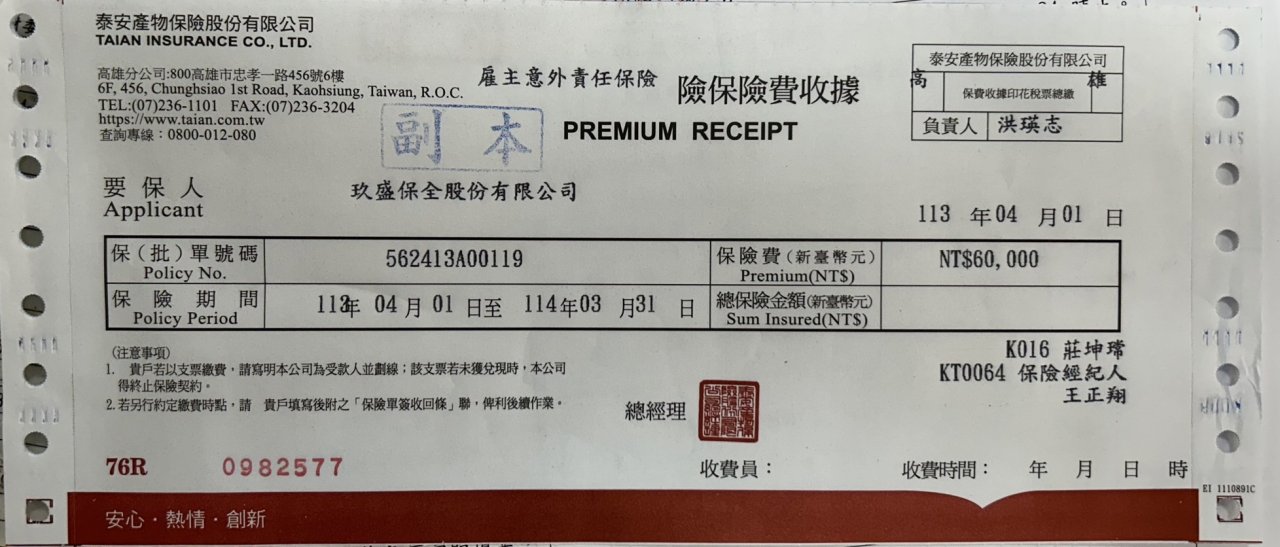 泰安產物保險股份有限公司
TAIAN INSURANCE CO., LTD.
高雄分公司:800高雄市忠孝一路456號6樓
6F, 456, Chunghsiao 1st Road, Kaohsiung, Taiwan, R.O.C.
TEL:(07)236-1101 FAX:(07)236-3204
https://www.taian.com.tw
查詢專線：0800-012-080
雇主意外責任保險 險保險費收據
PREMIUM RECEIPT
副本
泰安產物保險股份有限公司
高 雄
保費收據印花稅票總繳
負責人 洪瑛志
要保人 玖盛保全股份有限公司
Applicant
113 年 04 月 01 日
保（批）單號碼 562413A00119 保險費（新臺幣元） NT$60,000
Policy No. Premium(NT$)
保險期間 113年 04 月 01 日至 114年 03 月 31 日 總保險金額(新臺幣元)
Policy Period Sum Insured(NT$)
K016 莊坤璋
KT0064 保險經紀人
王正翔
（注意事項）
1. 貴戶若以支票繳費，請寫明本公司為受款人並劃線；該支票若未獲兌現時，本公司
得終止保險契約。
2.若另行約定繳費時點，請 貴戶填寫後附之「保險單簽收回條」聯，俾利後續作業。
總經理
76R 0982577 收費員： 收費時間： 年 月 日 時
EI 1110891C
安心・熱情・創新